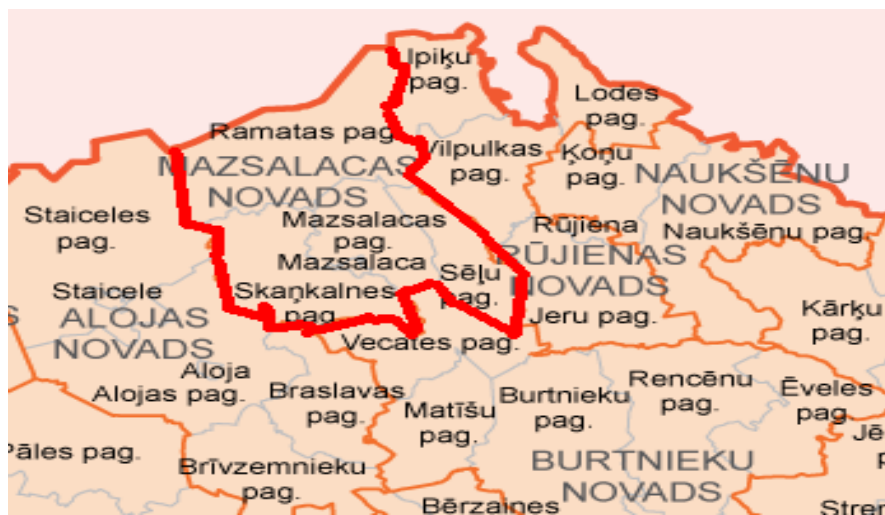 Ipiķu
pag.
Lodes
pag.
Ramatas pag.
Vilpulkas
pag.
Ķoņu
pag.
MAZSALACAS
NOVADS
NAUKŠĒNU
NOVADS
Staiceles
pag.
Mazsalacas
pag.
Rūjiena
Naukšēnu pag.
Mazsalaca
Sēļu
pag.
RŪJIENAS
NOVADS
Staicele
Skaņkalnes
pag.
Jeru pag.
Kārķu
pag.
ALOJAS
NOVADS
Vecates pag.
Aloja
Alojas pag.
Braslavas
pag.
Matīšu
pag.
Burtnieku
pag.
Rencēnu
pag.
Ēveles
pag.
Pāles pag.
Brīvzemnieku
pag.
BURTNIEKU
NOVADS
Bērzaines